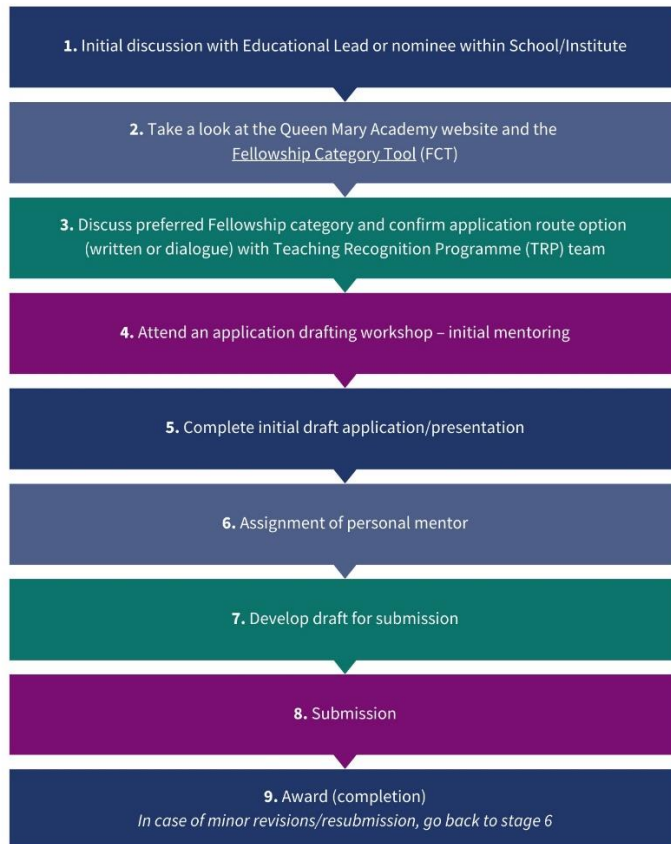 1. Initial discussion with Educational Lead or nominee within School/Institute
2. Take a look at the Queen Mary Academy website and the
Fellowship Category Tool (FCT)
3. Discuss preferred Fellowship category and confirm application route option
(written or dialogue) with Teaching Recognition Programme (TRP) team
4. Attend an application drafting workshop – initial mentoring
5. Complete initial draft application/presentation
6. Assignment of personal mentor
7. Develop draft for submission
8. Submission
9. Award (completion)
In case of minor revisions/resubmission, go back to stage 6